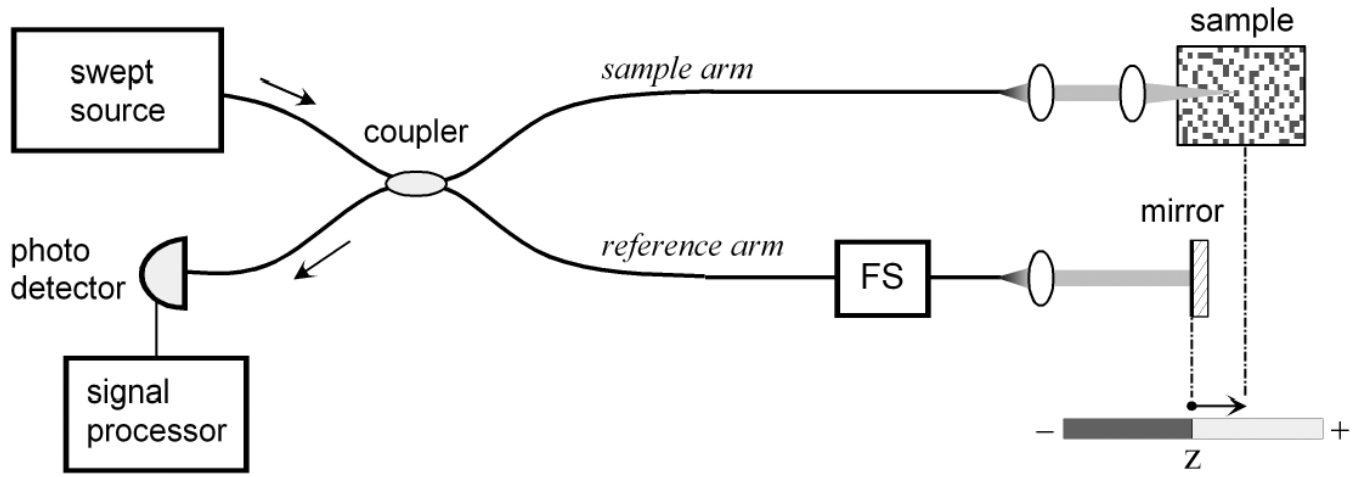 swept
source
coupler
sample arm
sample
photo
detector
reference arm
FS
mirror
signal
processor
− +
z